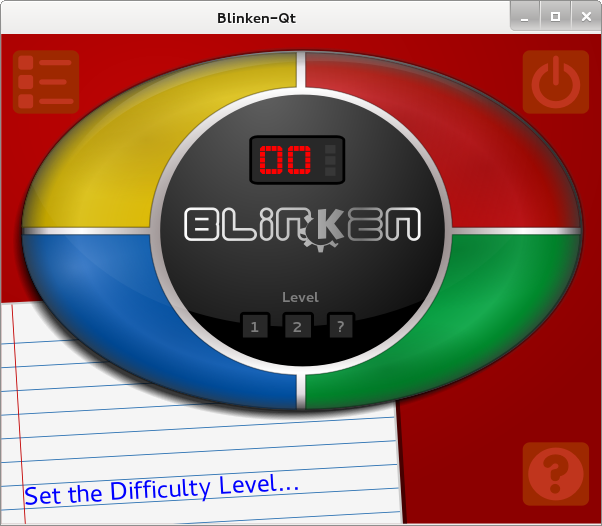 Blinken-Qt
00
BLiNKEN
Level
1 2 ?
Set the Difficulty Level...
?